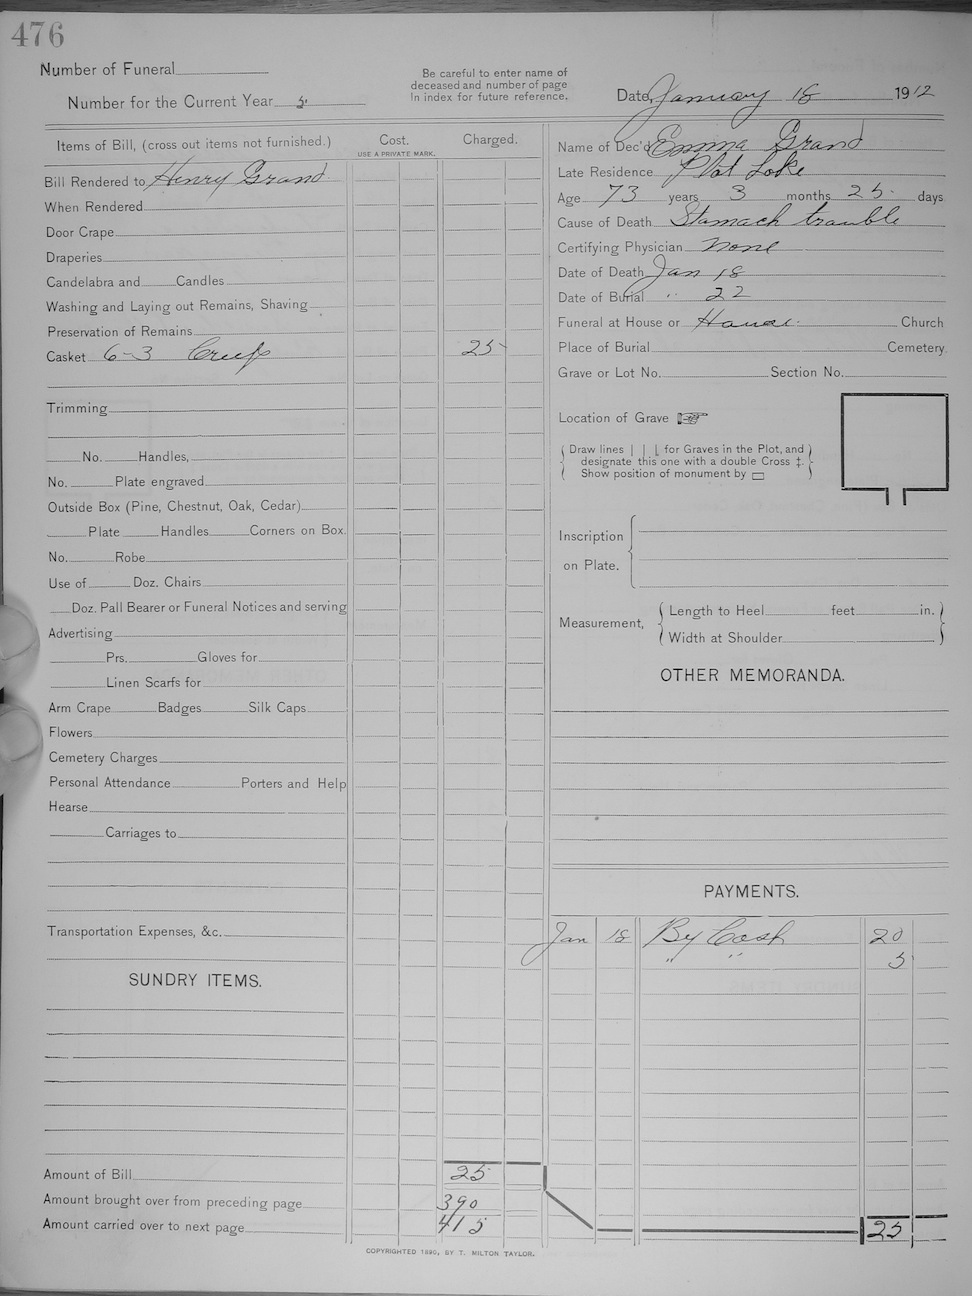 476
Number of Funeral
Number for the Current Year 5
Be careful to enter name of
deceased and number of page
in index for future reference.
Date, January 18 1912
Items of Bill, (cross out items not furnished.)
Cost.
USE A PRIVATE MARK.
Charged.
Bill Rendered to Henry Grand
When Rendered
Door Crape
Draperies
Candelabra and Candles
Washing and Laying out Remains, Shaving
Preservation of Remains
Casket 6-3 Crepe 25
Trimming
No. Handles,
No. Plate engraved
Outside Box (Pine, Chestnut, Oak, Cedar)
Plate Handles Corners on Box
No. Robe
Use of Doz. Chairs
Doz. Pall Bearer or Funeral Notices and serving
Advertising
Prs. Gloves for
Linen Scarfs for
Arm Crape Badges Silk Caps
Flowers
Cemetery Charges
Personal Attendance Porters and Help
Hearse
Carriages to
Transportation Expenses, &c.
SUNDRY ITEMS.
Amount of Bill 25
Amount brought over from preceding page 390
Amount carried over to next page 415
Name of Dec'd Emma Grand
Late Residence Plat Loke
Age 73 years 3 months 25 days
Cause of Death Stamach trauble
Certifying Physician None
Date of Death Jan 18
Date of Burial " 22
Funeral at House or House Church
Place of Burial Cemetery
Grave or Lot No. Section No.
Location of Grave
Draw lines | | |, for Graves in the Plot, and
designate this one with a double Cross ‡.
Show position of monument by ▭
Inscription
on Plate.
Measurement,
Length to Heel feet in.
Width at Shoulder
OTHER MEMORANDA.
PAYMENTS.
Jan 18 By Cash 20
" " 5
25
COPYRIGHTED 1890, BY T. MILTON TAYLOR.